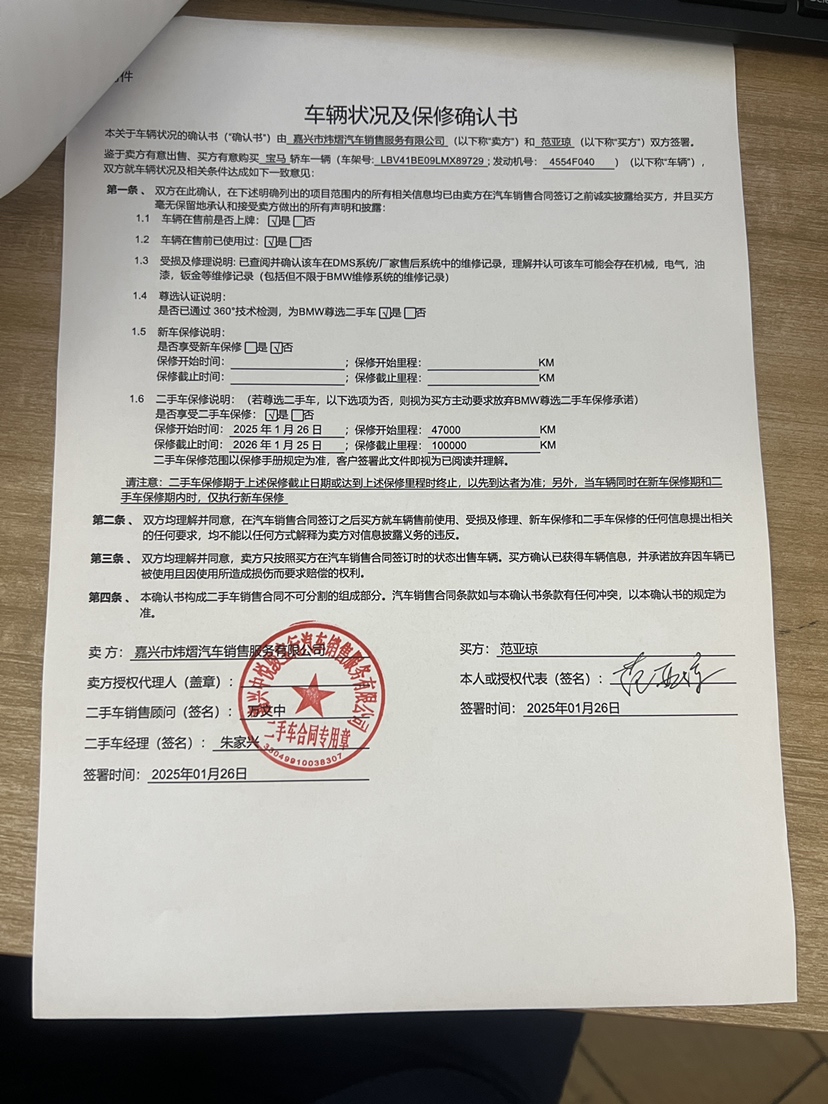 件
车辆状况及保修确认书
本关于车辆状况的确认书（“确认书”）由 嘉兴市炜熠汽车销售服务有限公司 （以下称“卖方”）和 范亚琼 （以下称“买方”）双方签署。
鉴于卖方有意出售、买方有意购买 宝马 轿车一辆（车架号: LBV41BE09LMX89729 ; 发动机号： 4554F040 ）（以下称“车辆”），
双方就车辆状况及相关条件达成如下一致意见:
第一条 、 双方在此确认，在下述明确列出的项目范围内的所有相关信息均已由卖方在汽车销售合同签订之前诚实披露给买方，并且买方
毫无保留地承认和接受卖方做出的所有声明和披露：
1.1 车辆在售前是否上牌： ☑是 □否
1.2 车辆在售前已使用过： ☑是 □否
1.3 受损及修理说明: 已查阅并确认该车在DMS系统/厂家售后系统中的维修记录，理解并认可该车可能会存在机械，电气，油
漆，钣金等维修记录（包括但不限于BMW维修系统的维修记录）
1.4 尊选认证说明:
是否已通过 360°技术检测，为BMW尊选二手车 ☑是 □否
1.5 新车保修说明:
是否享受新车保修 □是 ☑否
保修开始时间： ；保修开始里程： KM
保修截止时间： ；保修截止里程： KM
1.6 二手车保修说明: （若尊选二手车，以下选项为否，则视为买方主动要求放弃BMW尊选二手车保修承诺）
是否享受二手车保修： ☑是 □否
保修开始时间： 2025 年 1 月 26 日 ；保修开始里程： 47000 KM
保修截止时间： 2026 年 1 月 25 日 ；保修截止里程： 100000 KM
二手车保修范围以保修手册规定为准，客户签署此文件即视为已阅读并理解。
请注意：二手车保修期于上述保修截止日期或达到上述保修里程时终止，以先到达者为准；另外，当车辆同时在新车保修期和二
手车保修期内时，仅执行新车保修
第二条 、 双方均理解并同意，在汽车销售合同签订之后买方就车辆售前使用、受损及修理、新车保修和二手车保修的任何信息提出相关
的任何要求，均不能以任何方式解释为卖方对信息披露义务的违反。
第三条 、 双方均理解并同意，卖方只按照买方在汽车销售合同签订时的状态出售车辆。买方确认已获得车辆信息，并承诺放弃因车辆已
被使用且因使用所造成损伤而要求赔偿的权利。
第四条 、 本确认书构成二手车销售合同不可分割的组成部分。汽车销售合同条款如与本确认书条款有任何冲突，以本确认书的规定为
准。
卖 方： 嘉兴市炜熠汽车销售服务有限公司
卖方授权代理人（盖章）：
二手车销售顾问（签名）： 文中
二手车经理（签名）： 朱家兴
签署时间： 2025年01月26日
买方： 范亚琼
本人或授权代表（签名）： 范亚琼
签署时间： 2025年01月26日
汽车销售服务有限公司
二手车合同专用章
33049910038307